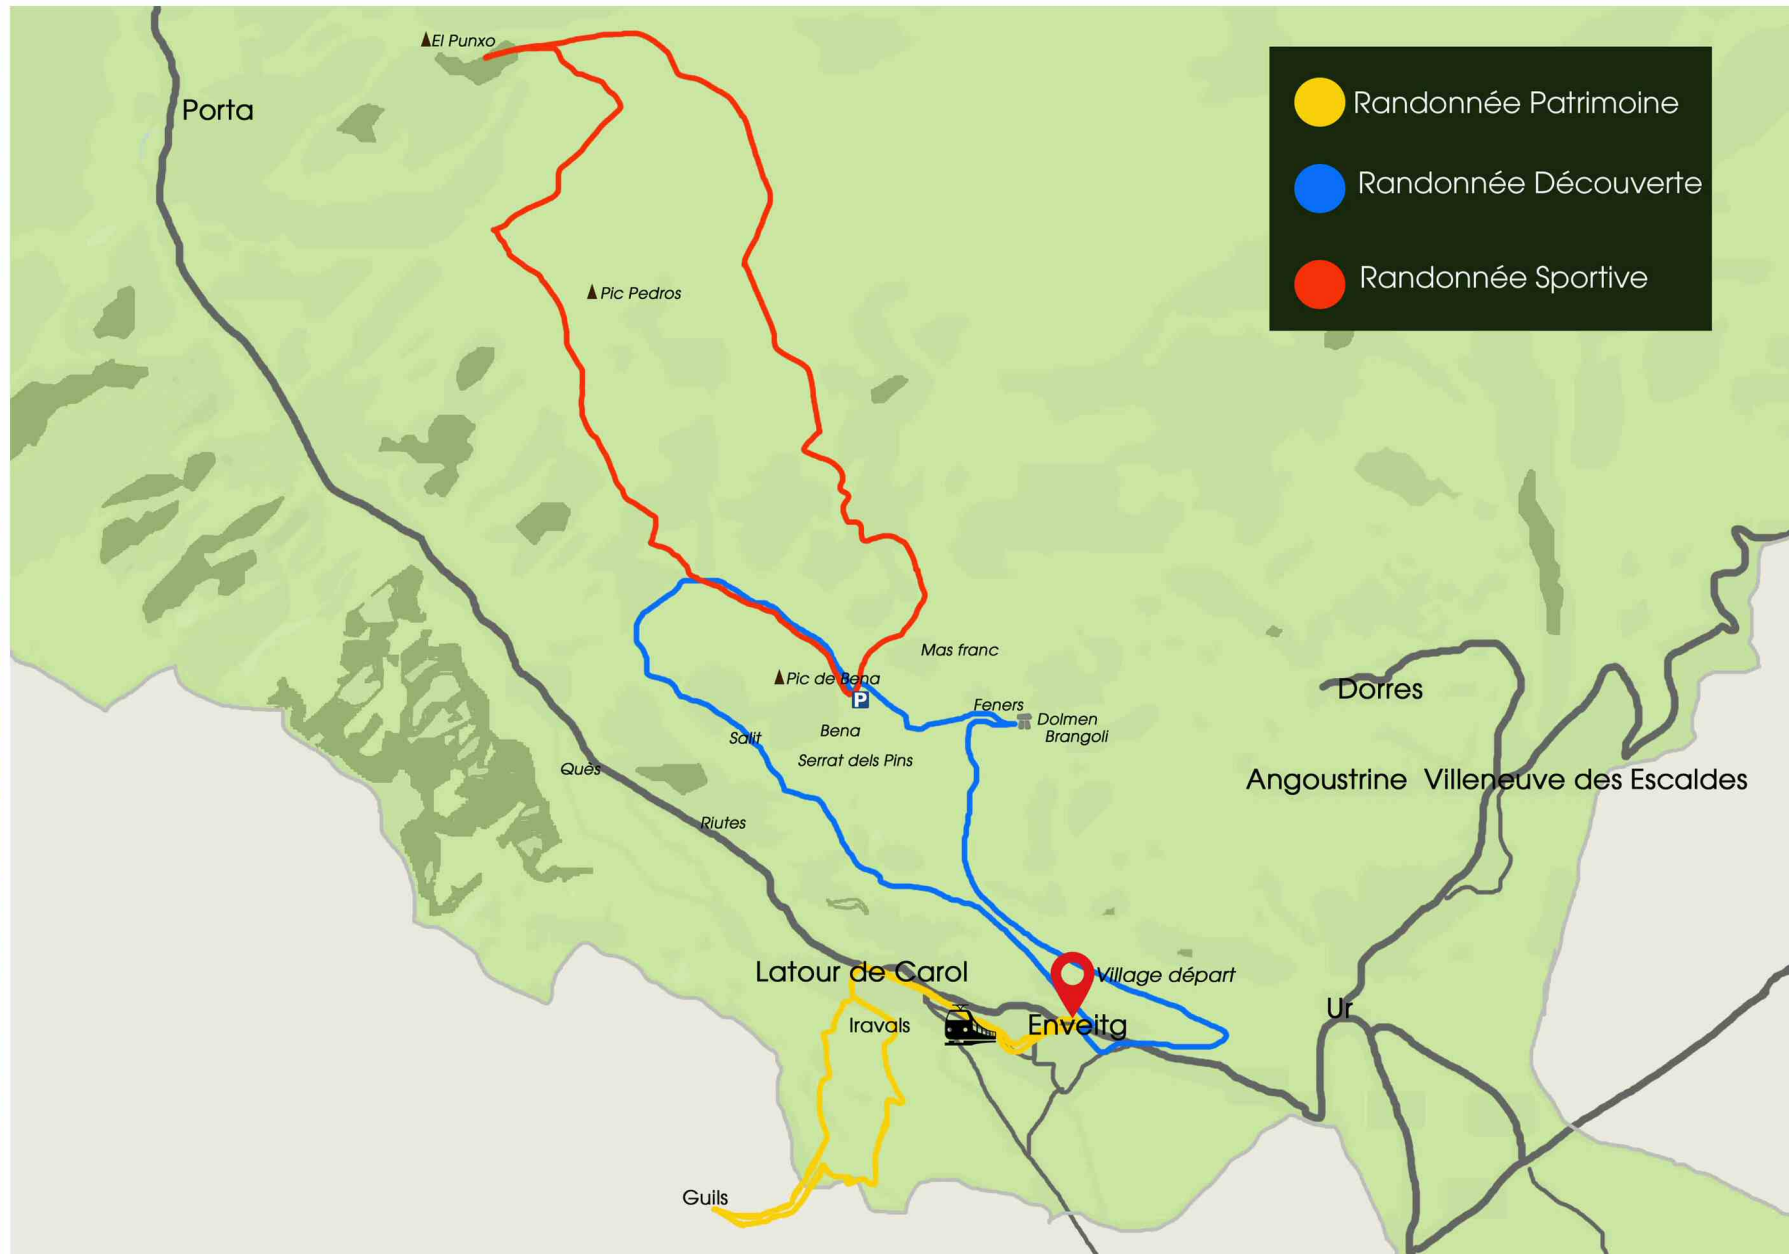 El Punxo
Porta
Randonnée Patrimoine
Randonnée Découverte
Randonnée Sportive
Pic Pedros
Mas franc
Pic de Bena
P
Dorres
Feners
Dolmen
Brangoli
Bena
Salit
Serrat dels Pins
Quès
Angoustrine Villeneuve des Escaldes
Riutes
Latour de Carol
Village départ
Iravals
Enveitg
Ur
Guils